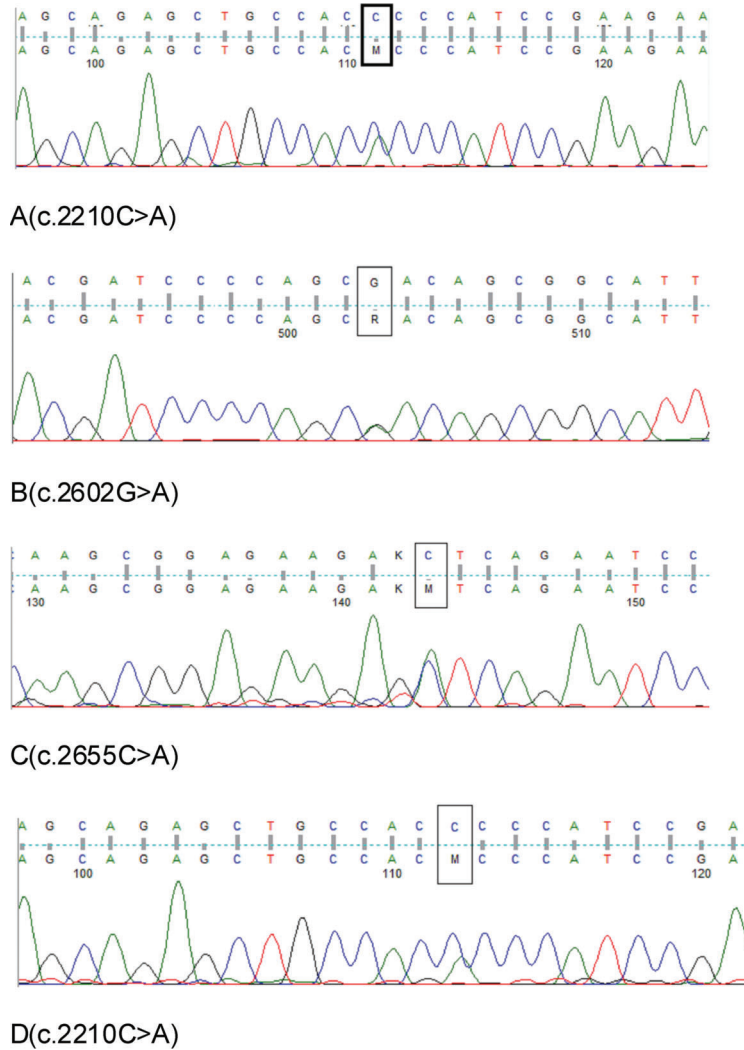 A G C A G A G C T G C C A C C C C C A T C C G A A G A A
A G C A G A G C T G C C A C M C C C A T C C G A A G A A
100 110 120
A(c.2210C>A)
A C G A T C C C C A G C G A C A G C G G C A T T
A C G A T C C C C A G C R A C A G C G G C A T T
500 510
B(c.2602G>A)
C A A G C G G A G A A G A K C T C A G A A T C C
C A A G C G G A G A A G A K M T C A G A A T C C
130 140 150
C(c.2655C>A)
A G C A G A G C T G C C A C C C C C A T C C G A
A G C A G A G C T G C C A C M C C C A T C C G A
100 110 120
D(c.2210C>A)